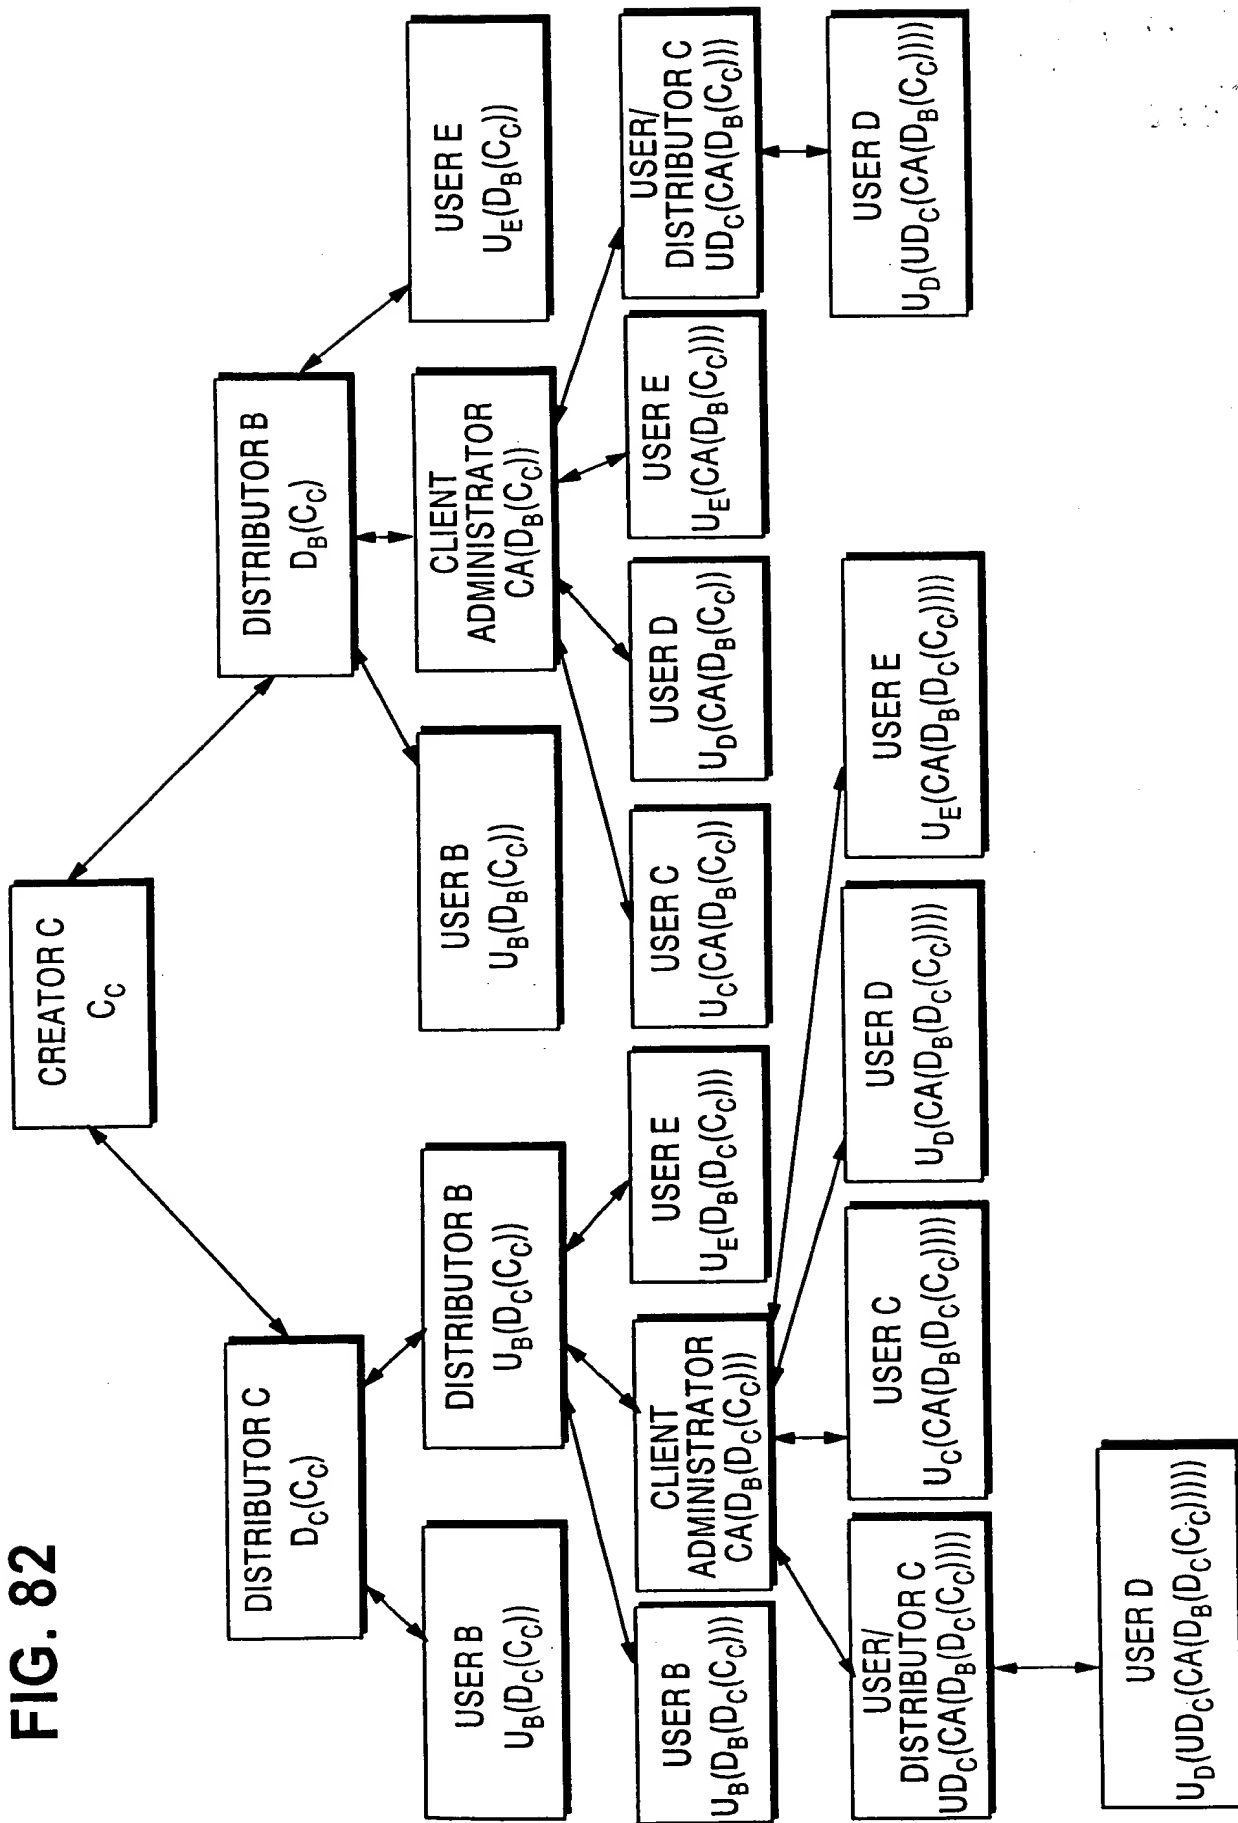 FIG. 82
CREATOR C
C_C
DISTRIBUTOR C
D_C(C_C)
DISTRIBUTOR B
D_B(C_C)
USER B
U_B(D_C(C_C))
DISTRIBUTOR B
U_B(D_C(C_C))
USER B
U_B(D_B(C_C))
CLIENT
ADMINISTRATOR
CA(D_B(C_C))
USER E
U_E(D_B(C_C))
USER B
U_B(D_B(D_C(C_C)))
CLIENT
ADMINISTRATOR
CA(D_B(D_C(C_C)))
USER E
U_E(D_B(D_C(C_C)))
USER C
U_C(CA(D_B(C_C))
USER D
U_D(CA(D_B(C_C))
USER E
U_E(CA(D_B(C_C)))
USER/
DISTRIBUTOR C
UD_C(CA(D_B(C_C)))
USER/
DISTRIBUTOR C
UD_C(CA(D_B(D_C(C_C))))
USER C
U_C(CA(D_B(D_C(C_C))))
USER D
U_D(CA(D_B(D_C(C_C))))
USER E
U_E(CA(D_B(D_C(C_C))))
USER D
U_D(UD_C(CA(D_B(C_C))))
USER D
U_D(UD_C(CA(D_B(D_C(C_C)))))